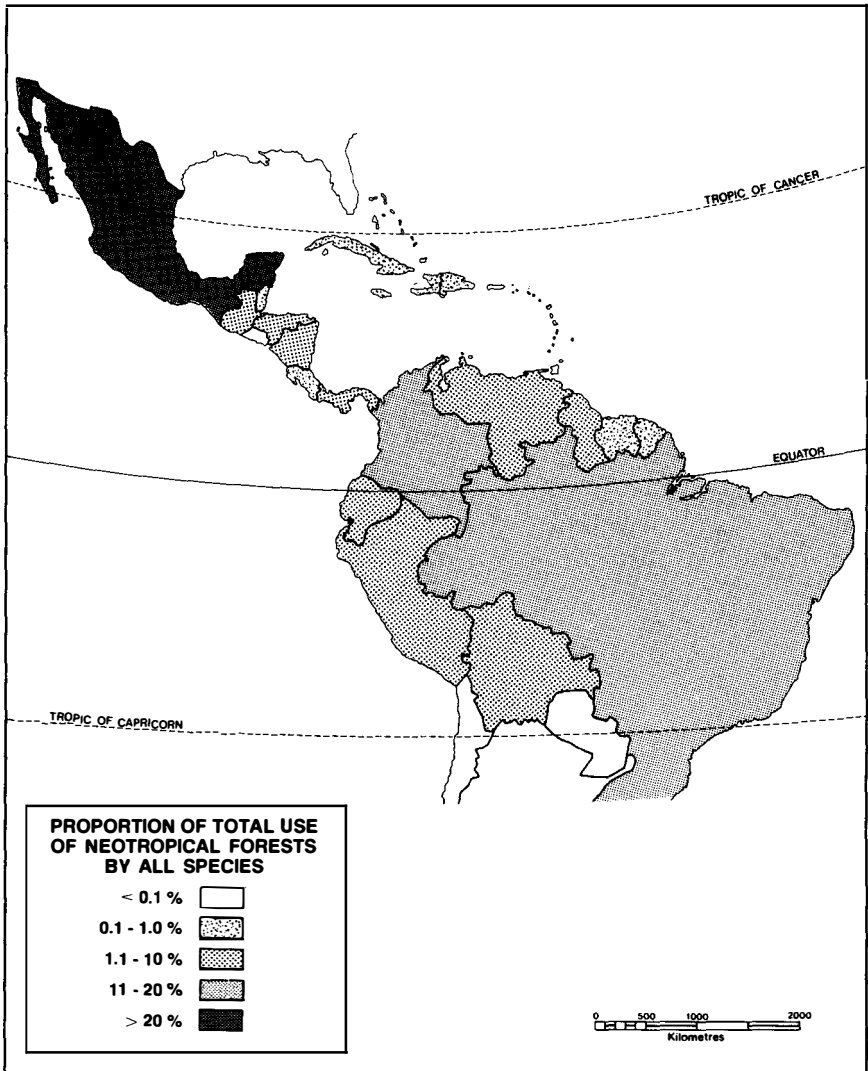 TROPIC OF CANCER
EQUATOR
TROPIC OF CAPRICORN
PROPORTION OF TOTAL USE
OF NEOTROPICAL FORESTS
BY ALL SPECIES
< 0.1 %
0.1 - 1.0 %
1.1 - 10 %
11 - 20 %
> 20 %
0 500 1000 2000
Kilometres